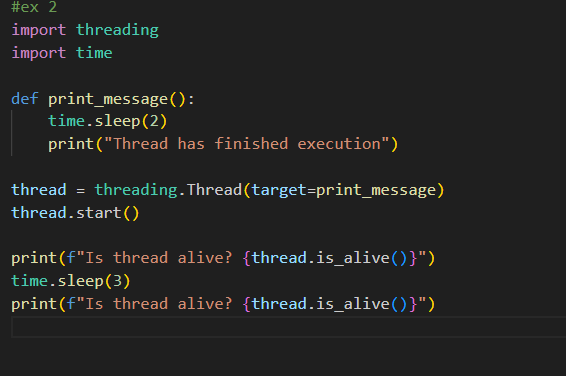 #ex 2
import threading
import time
def print_message():
    time.sleep(2)
    print("Thread has finished execution")
thread = threading.Thread(target=print_message)
thread.start()
print(f"Is thread alive? {thread.is_alive()}")
time.sleep(3)
print(f"Is thread alive? {thread.is_alive()}")